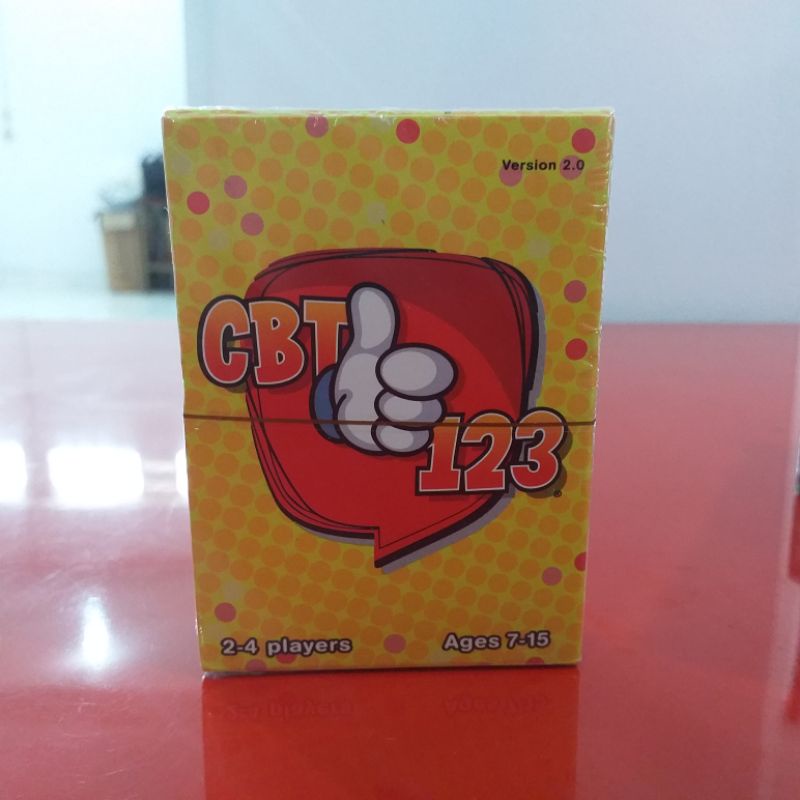 Version 2.0
CBT
123
2-4 players
Ages 7-15